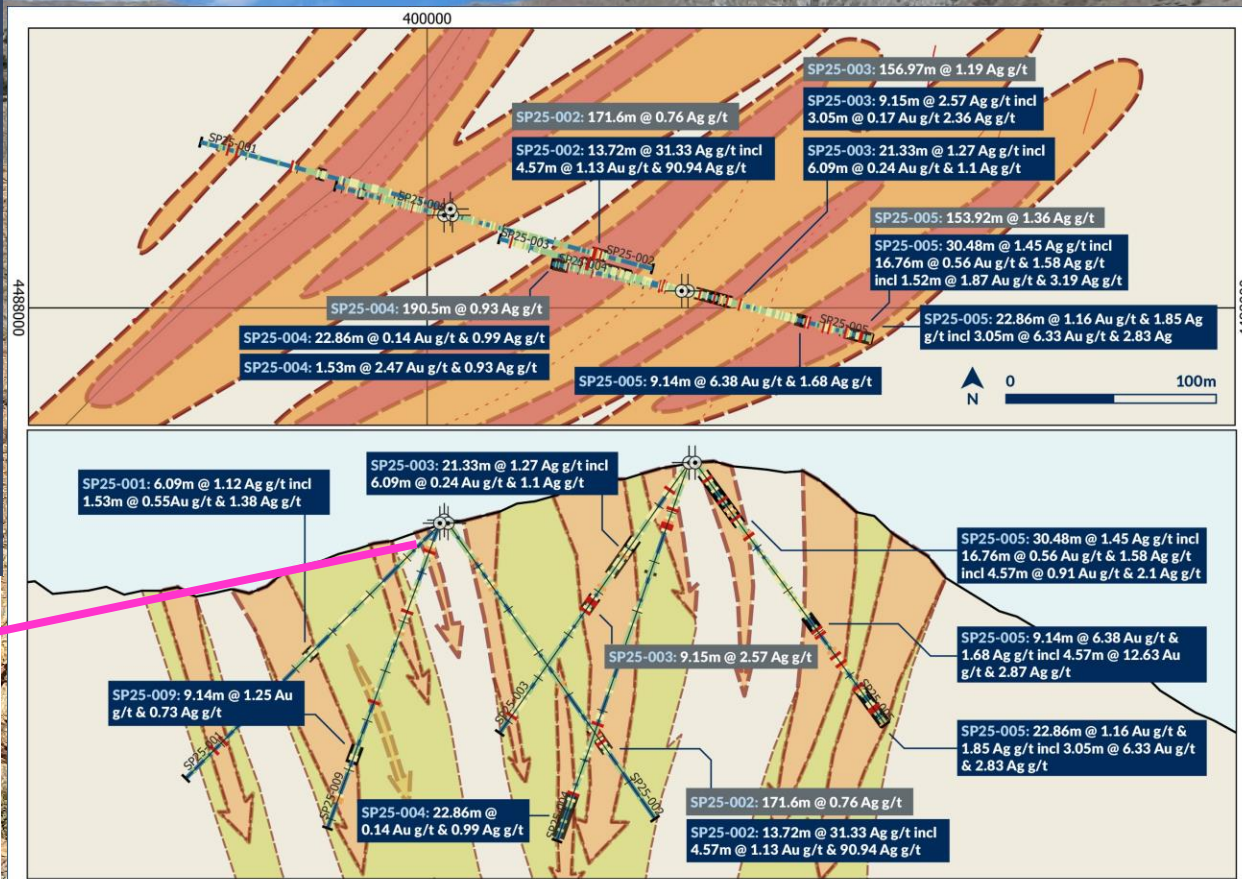 400000
SP25-003: 156.97m @ 1.19 Ag g/t
SP25-003: 9.15m @ 2.57 Ag g/t incl
3.05m @ 0.17 Au g/t 2.36 Ag g/t
SP25-002: 171.6m @ 0.76 Ag g/t
SP25-002: 13.72m @ 31.33 Ag g/t incl
4.57m @ 1.13 Au g/t & 90.94 Ag g/t
SP25-003: 21.33m @ 1.27 Ag g/t incl
6.09m @ 0.24 Au g/t & 1.1 Ag g/t
SP25-001
SP25-009
SP25-003
SP25-002
SP25-004
SP25-005: 153.92m @ 1.36 Ag g/t
SP25-005: 30.48m @ 1.45 Ag g/t incl
16.76m @ 0.56 Au g/t & 1.58 Ag g/t
incl 1.52m @ 1.87 Au g/t & 3.19 Ag g/t
4488000
SP25-004: 190.5m @ 0.93 Ag g/t
SP25-004: 22.86m @ 0.14 Au g/t & 0.99 Ag g/t
SP25-004: 1.53m @ 2.47 Au g/t & 0.93 Ag g/t
SP25-005
SP25-005: 22.86m @ 1.16 Au g/t & 1.85 Ag
g/t incl 3.05m @ 6.33 Au g/t & 2.83 Ag
SP25-005: 9.14m @ 6.38 Au g/t & 1.68 Ag g/t
N
0
100m
SP25-001: 6.09m @ 1.12 Ag g/t incl
1.53m @ 0.55Au g/t & 1.38 Ag g/t
SP25-003: 21.33m @ 1.27 Ag g/t incl
6.09m @ 0.24 Au g/t & 1.1 Ag g/t
SP25-005: 30.48m @ 1.45 Ag g/t incl
16.76m @ 0.56 Au g/t & 1.58 Ag g/t
incl 4.57m @ 0.91 Au g/t & 2.1 Ag g/t
SP25-003: 9.15m @ 2.57 Ag g/t
SP25-005: 9.14m @ 6.38 Au g/t &
1.68 Ag g/t incl 4.57m @ 12.63 Au
g/t & 2.87 Ag g/t
SP25-009: 9.14m @ 1.25 Au
g/t & 0.73 Ag g/t
SP25-001
SP25-003
SP25-005: 22.86m @ 1.16 Au g/t &
1.85 Ag g/t incl 3.05m @ 6.33 Au g/t
& 2.83 Ag g/t
SP25-009
SP25-004: 22.86m @
0.14 Au g/t & 0.99 Ag g/t
SP25-004
SP25-002
SP25-002: 171.6m @ 0.76 Ag g/t
SP25-002: 13.72m @ 31.33 Ag g/t incl
4.57m @ 1.13 Au g/t & 90.94 Ag g/t